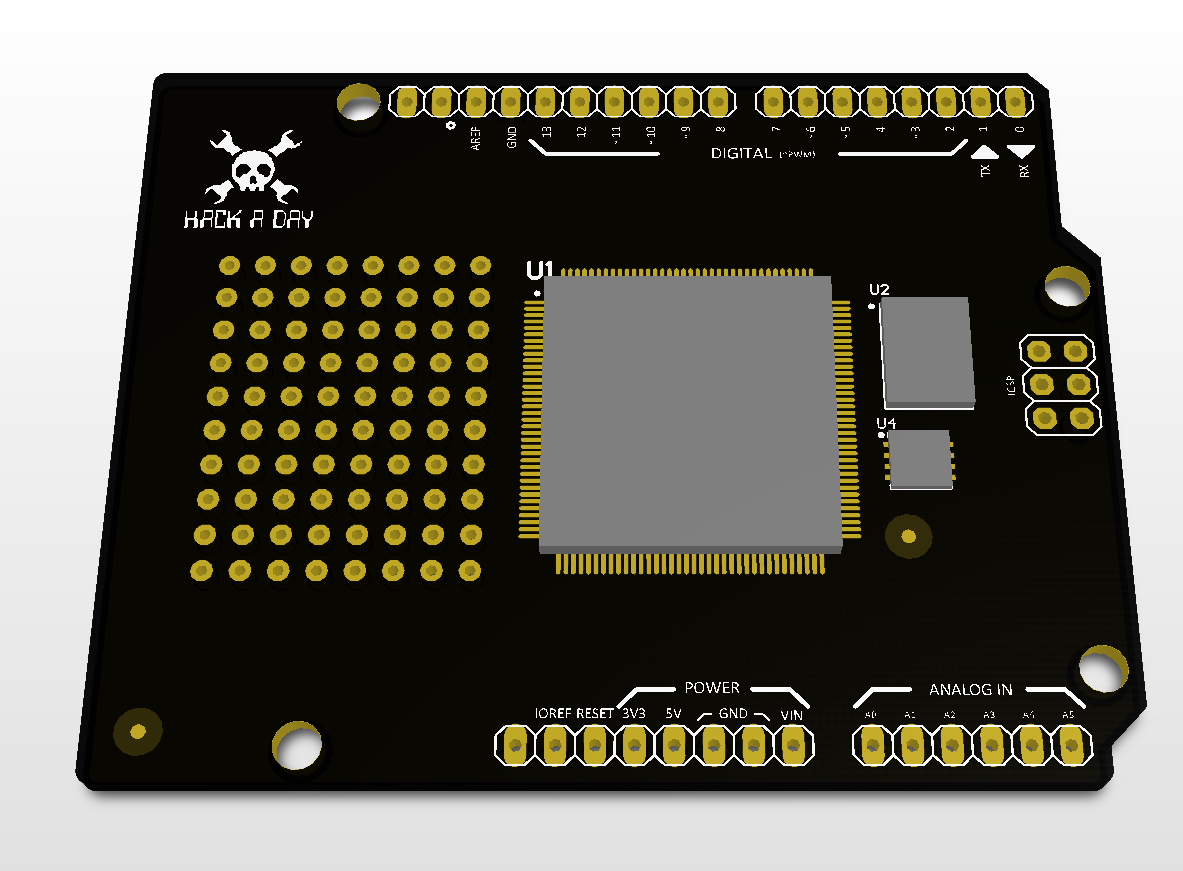 AREF GND ~13 ~12 ~11 ~10 ~9 8 7 ~6 ~5 4 ~3 2 1 0
DIGITAL (~PWM)
TX RX
HACK A DAY
U1
U2
ICSP
U4
POWER
IOREF RESET 3V3 5V GND VIN
ANALOG IN
A0 A1 A2 A3 A4 A5